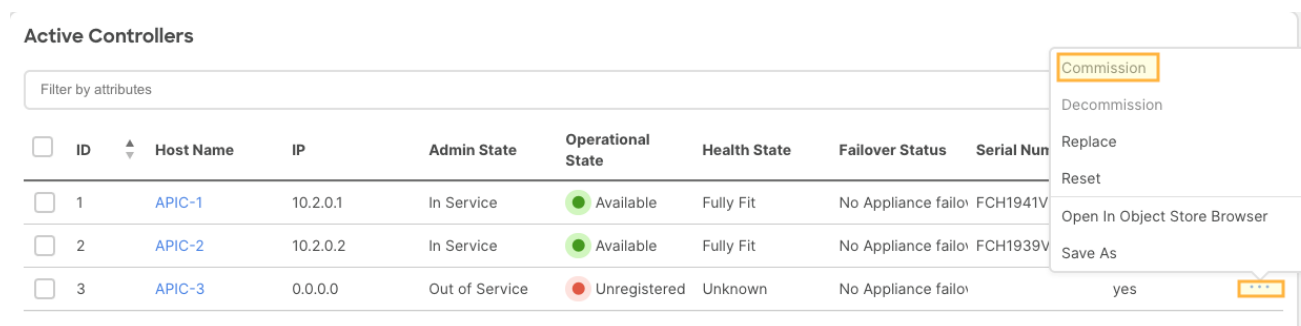 Active Controllers
Filter by attributes
Commission
Decommission
Replace
Reset
Open In Object Store Browser
Save As
ID Host Name IP Admin State Operational State Health State Failover Status Serial Num
1 APIC-1 10.2.0.1 In Service Available Fully Fit No Appliance failov FCH1941V
2 APIC-2 10.2.0.2 In Service Available Fully Fit No Appliance failov FCH1939V
3 APIC-3 0.0.0.0 Out of Service Unregistered Unknown No Appliance failov yes ...